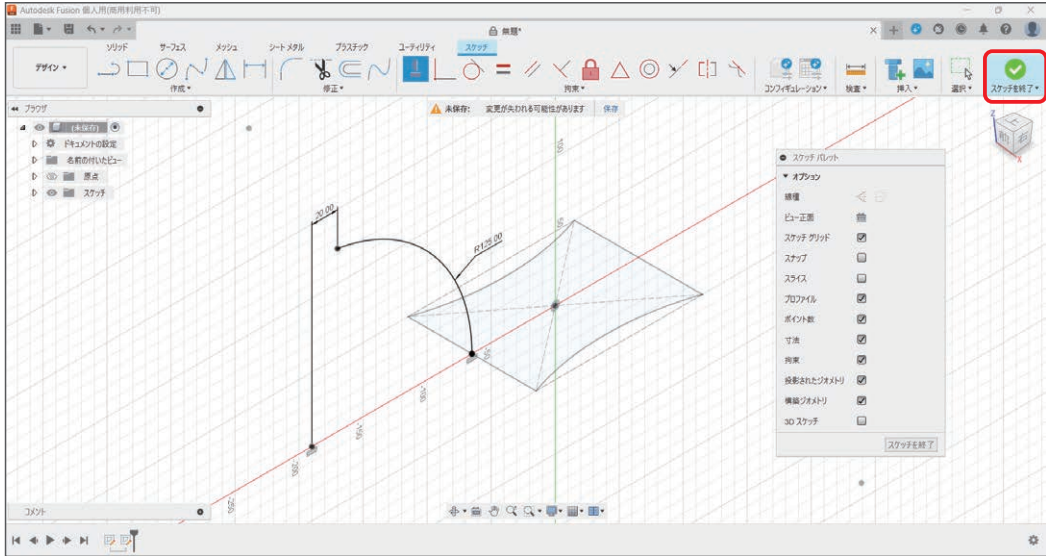 Autodesk Fusion 個人用(商用利用不可)
無題*
ソリッド サーフェス メッシュ シート メタル プラスチック ユーティリティ スケッチ
デザイン
作成 修正 拘束 コンフィギュレーション 検査 挿入 選択 スケッチを終了
ブラウザ
未保存: 変更が失われる可能性があります 保存
(未保存)
ドキュメントの設定
名前の付いたビュー
原点
スケッチ
スケッチ パレット
オプション
線種
ビュー正面
スケッチ グリッド
スナップ
スライス
プロファイル
ポイント数
寸法
拘束
投影されたジオメトリ
構築ジオメトリ
3D スケッチ
スケッチを終了
Z
X
前
右
上
100
50
20.00
R125.00
-50
-100
-150
-200
-250
コメント